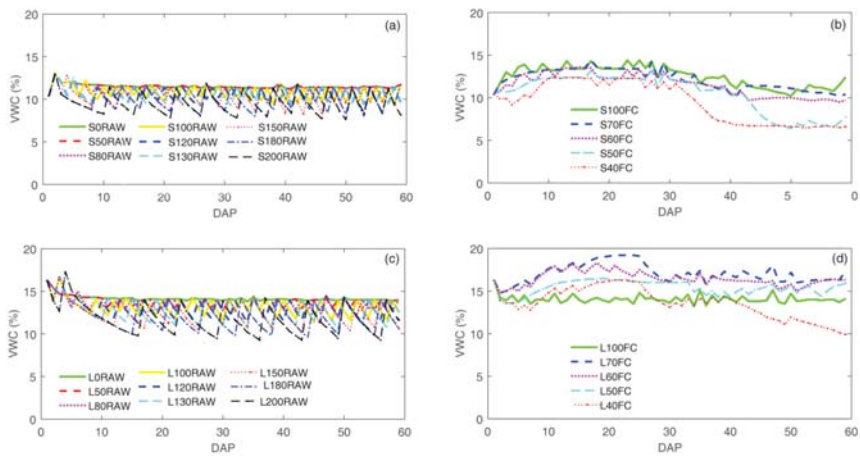 (a)
VWC (%)
20
15
10
5
0
S0RAW S100RAW S150RAW
S50RAW S120RAW S180RAW
S80RAW S130RAW S200RAW
0 10 20 30 40 50 60
DAP
(b)
VWC (%)
20
15
10
5
0
S100FC
S70FC
S60FC
S50FC
S40FC
0 10 20 30 40 5 0
DAP
(c)
VWC (%)
20
15
10
5
0
L0RAW L100RAW L150RAW
L50RAW L120RAW L180RAW
L80RAW L130RAW L200RAW
0 10 20 30 40 50 60
DAP
(d)
VWC (%)
20
15
10
5
0
L100FC
L70FC
L60FC
L50FC
L40FC
0 10 20 30 40 50 60
DAP